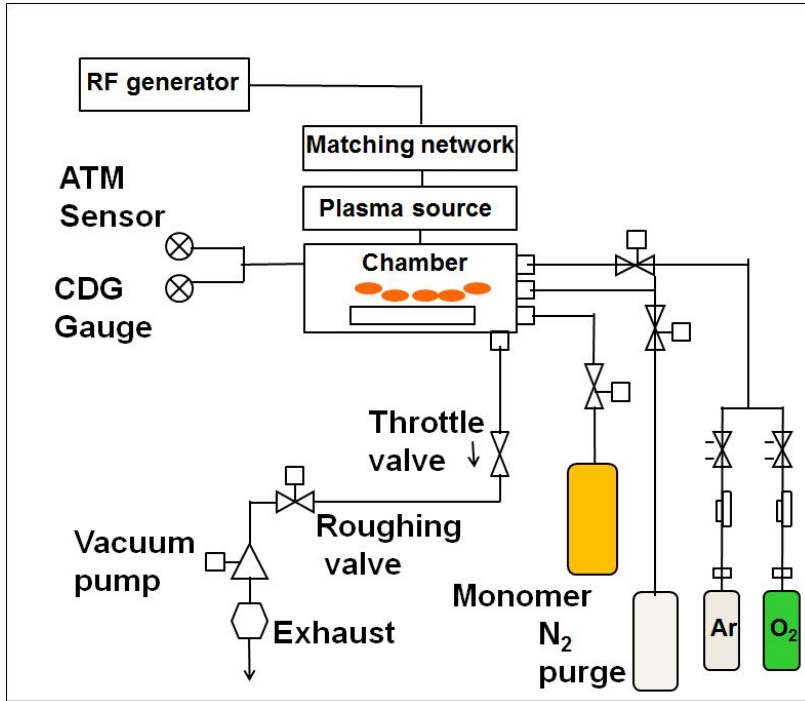 RF generator
Matching network
ATM
Sensor
Plasma source
Chamber
CDG
Gauge
Throttle
valve
Roughing
valve
Vacuum
pump
Exhaust
Monomer
N₂
purge
Ar
O₂